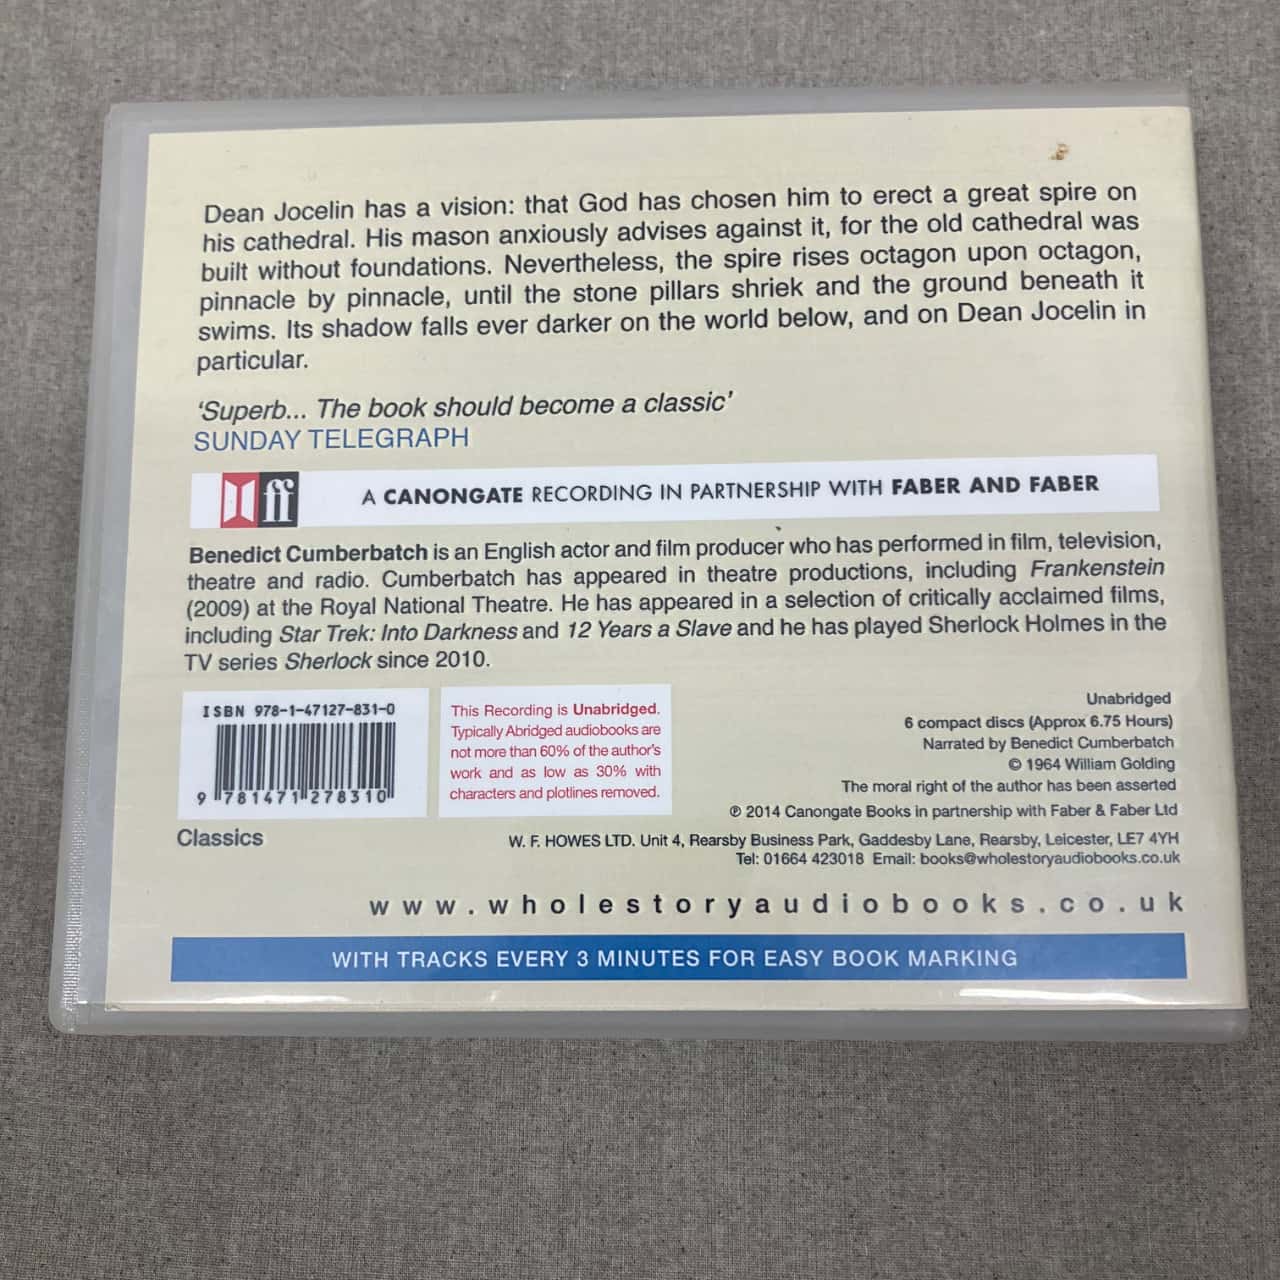 Dean Jocelin has a vision: that God has chosen him to erect a great spire on
his cathedral. His mason anxiously advises against it, for the old cathedral was
built without foundations. Nevertheless, the spire rises octagon upon octagon,
pinnacle by pinnacle, until the stone pillars shriek and the ground beneath it
swims. Its shadow falls ever darker on the world below, and on Dean Jocelin in
particular.
‘Superb... The book should become a classic’
SUNDAY TELEGRAPH
ff A CANONGATE RECORDING IN PARTNERSHIP WITH FABER AND FABER
Benedict Cumberbatch is an English actor and film producer who has performed in film, television,
theatre and radio. Cumberbatch has appeared in theatre productions, including Frankenstein
(2009) at the Royal National Theatre. He has appeared in a selection of critically acclaimed films,
including Star Trek: Into Darkness and 12 Years a Slave and he has played Sherlock Holmes in the
TV series Sherlock since 2010.
ISBN 978-1-47127-831-0
9 781471 278310
This Recording is Unabridged.
Typically Abridged audiobooks are
not more than 60% of the author's
work and as low as 30% with
characters and plotlines removed.
Unabridged
6 compact discs (Approx 6.75 Hours)
Narrated by Benedict Cumberbatch
© 1964 William Golding
The moral right of the author has been asserted
℗ 2014 Canongate Books in partnership with Faber & Faber Ltd
Classics
W. F. HOWES LTD. Unit 4, Rearsby Business Park, Gaddesby Lane, Rearsby, Leicester, LE7 4YH
Tel: 01664 423018 Email: books@wholestoryaudiobooks.co.uk
www.wholestoryaudiobooks.co.uk
WITH TRACKS EVERY 3 MINUTES FOR EASY BOOK MARKING